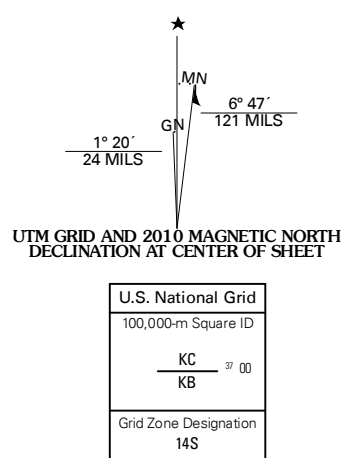 MN
GN
6° 47´
121 MILS
1° 20´
24 MILS
UTM GRID AND 2010 MAGNETIC NORTH
DECLINATION AT CENTER OF SHEET
U.S. National Grid
100,000-m Square ID
KC
37 00
KB
Grid Zone Designation
14S